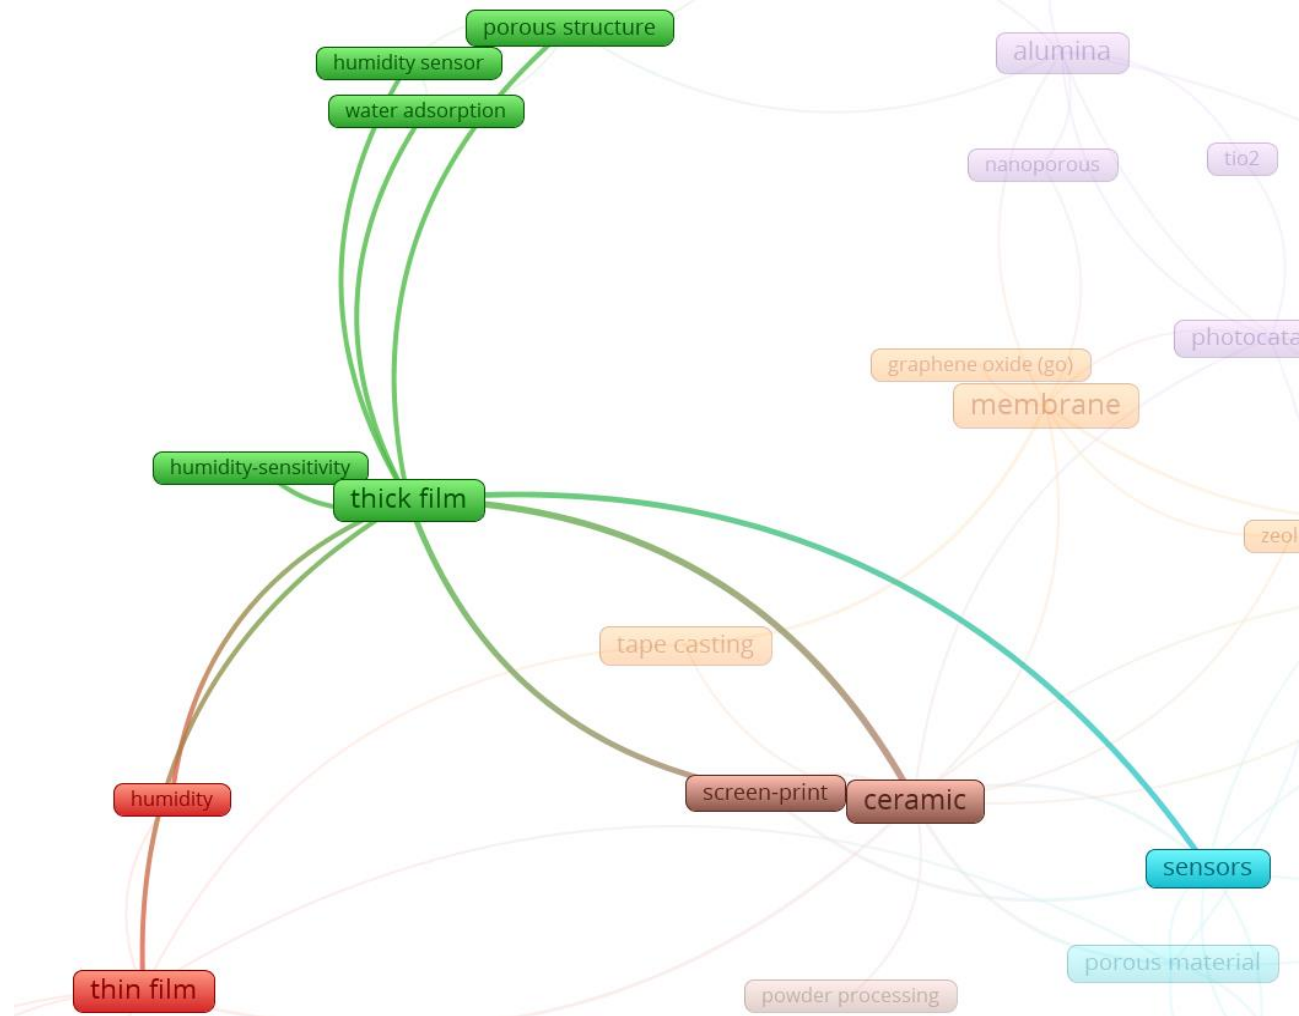 porous structure
humidity sensor
alumina
water adsorption
nanoporous
tio2
photocata
graphene oxide (go)
membrane
humidity-sensitivity
thick film
zeol
tape casting
humidity
screen-print
ceramic
sensors
porous material
thin film
powder processing